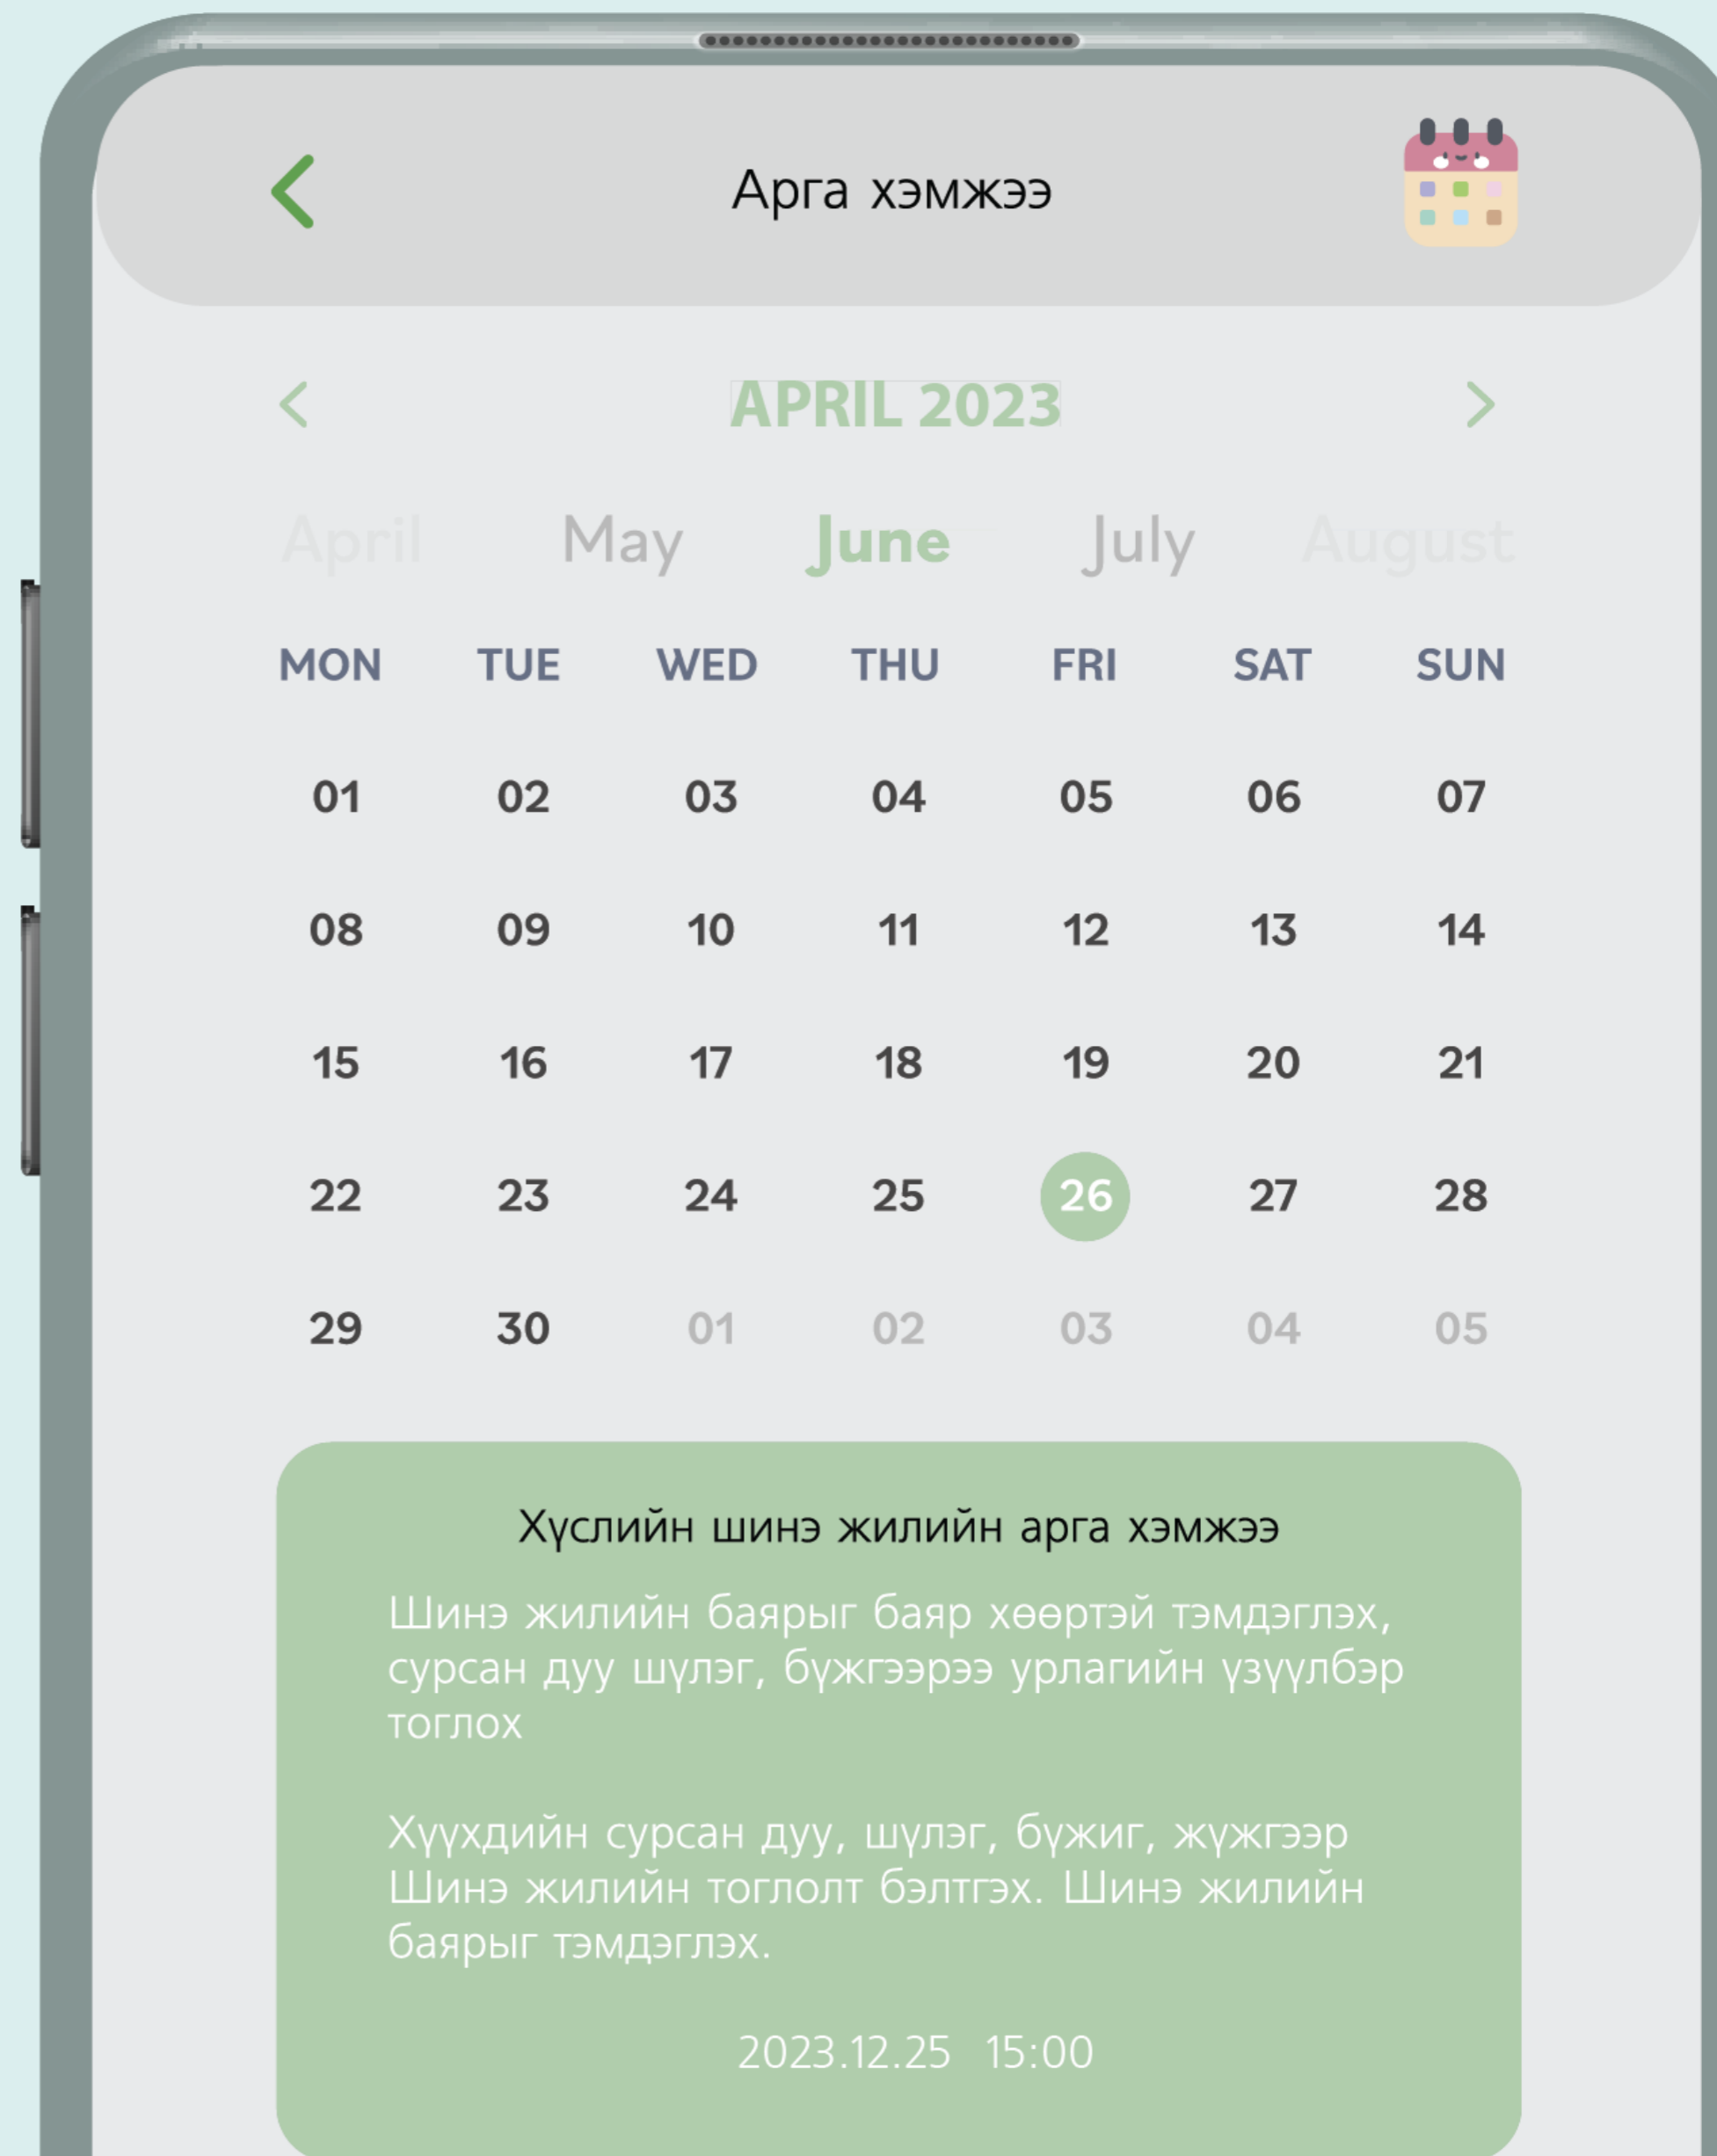 Арга хэмжээ
APRIL 2023
April May June July August
MON TUE WED THU FRI SAT SUN
01 02 03 04 05 06 07
08 09 10 11 12 13 14
15 16 17 18 19 20 21
22 23 24 25 26 27 28
29 30 01 02 03 04 05
Хүслийн шинэ жилийн арга хэмжээ
Шинэ жилийн баярыг баяр хөөртэй тэмдэглэх,
сурсан дуу шүлэг, бүжгээрээ урлагийн үзүүлбэр
тоглох
Хүүхдийн сурсан дуу, шүлэг, бүжиг, жүжгээр
Шинэ жилийн тоглолт бэлтгэх. Шинэ жилийн
баярыг тэмдэглэх.
2023.12.25 15:00